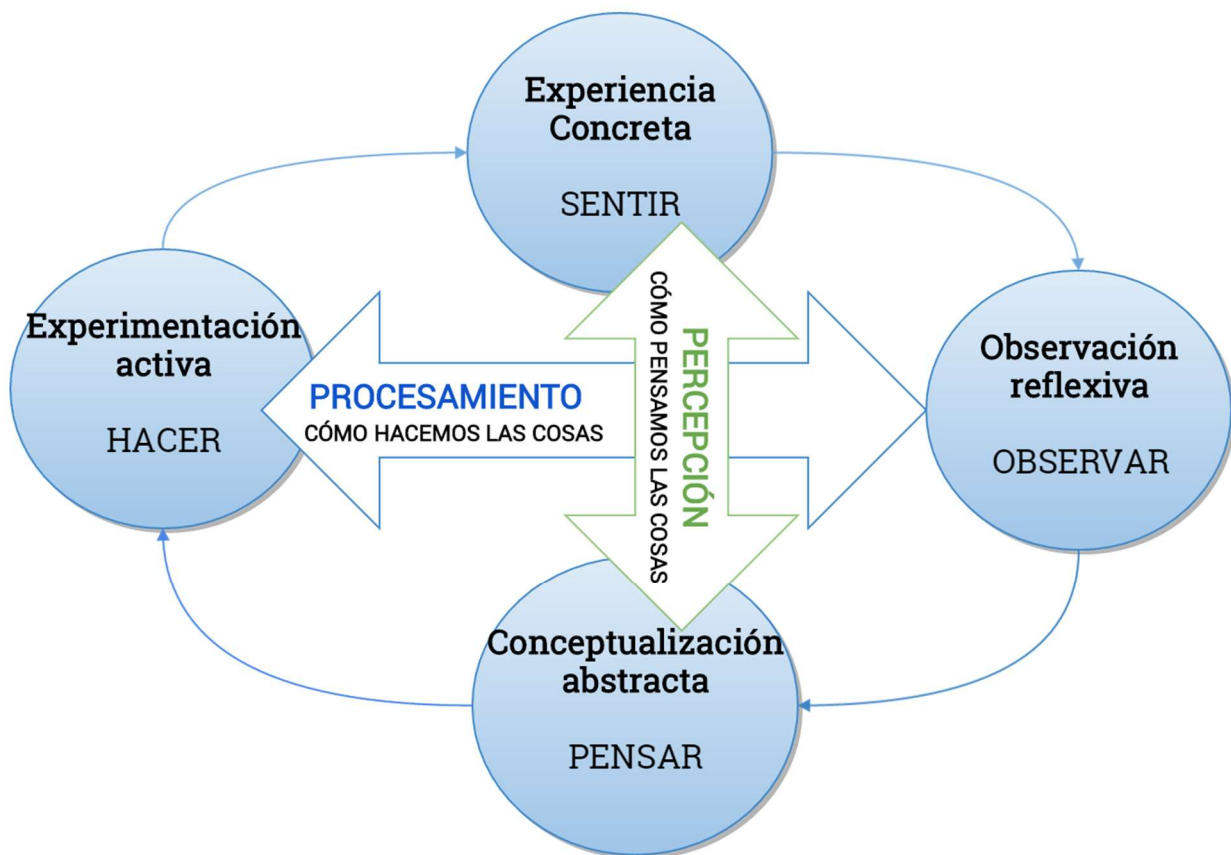 Experiencia
Concreta
SENTIR
Experimentación
activa
HACER
PROCESAMIENTO
CÓMO HACEMOS LAS COSAS
PERCEPCIÓN
CÓMO PENSAMOS LAS COSAS
Observación
reflexiva
OBSERVAR
Conceptualización
abstracta
PENSAR